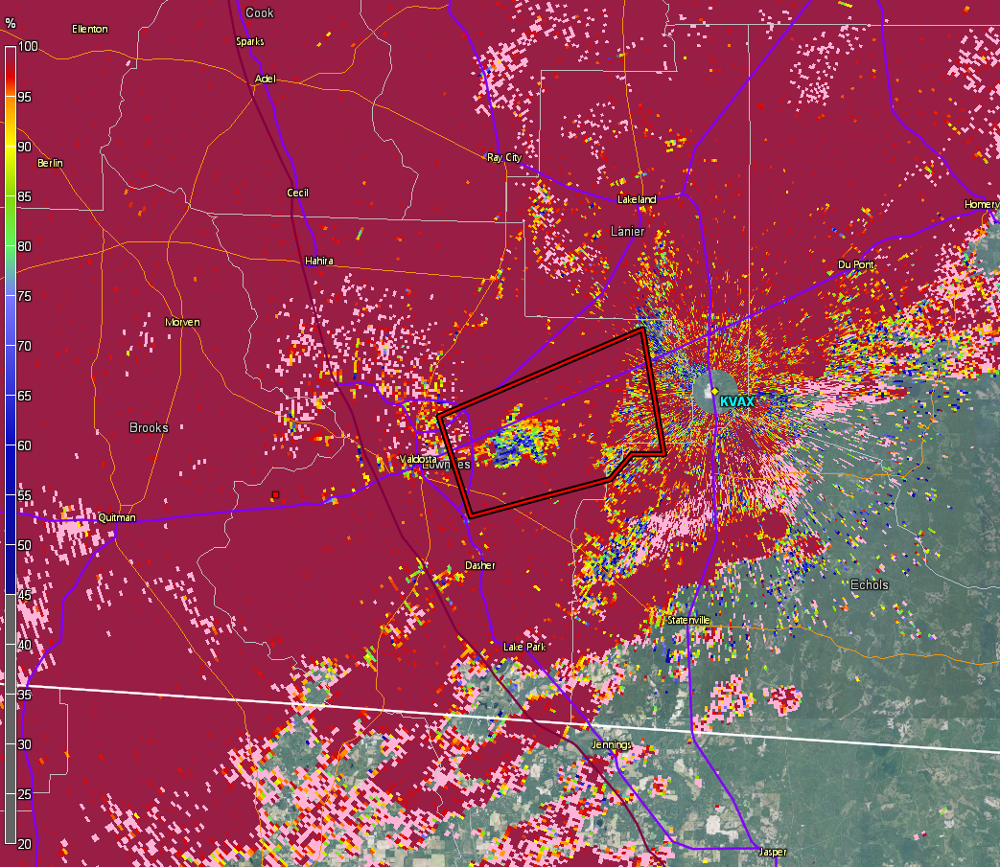 Cook
%
Ellenton
Sparks
100
Adel
95
90
Ray City
Berlin
85
Cecil
Lakeland
Lanier
80
Hahira
Du Pont
75
Morven
70
65
KVAX
Brooks
60
Valdosta
Lowndes
55
Quitman
50
Dasher
Echols
45
Statenville
40
Lake Park
35
30
Jennings
25
20
Jasper